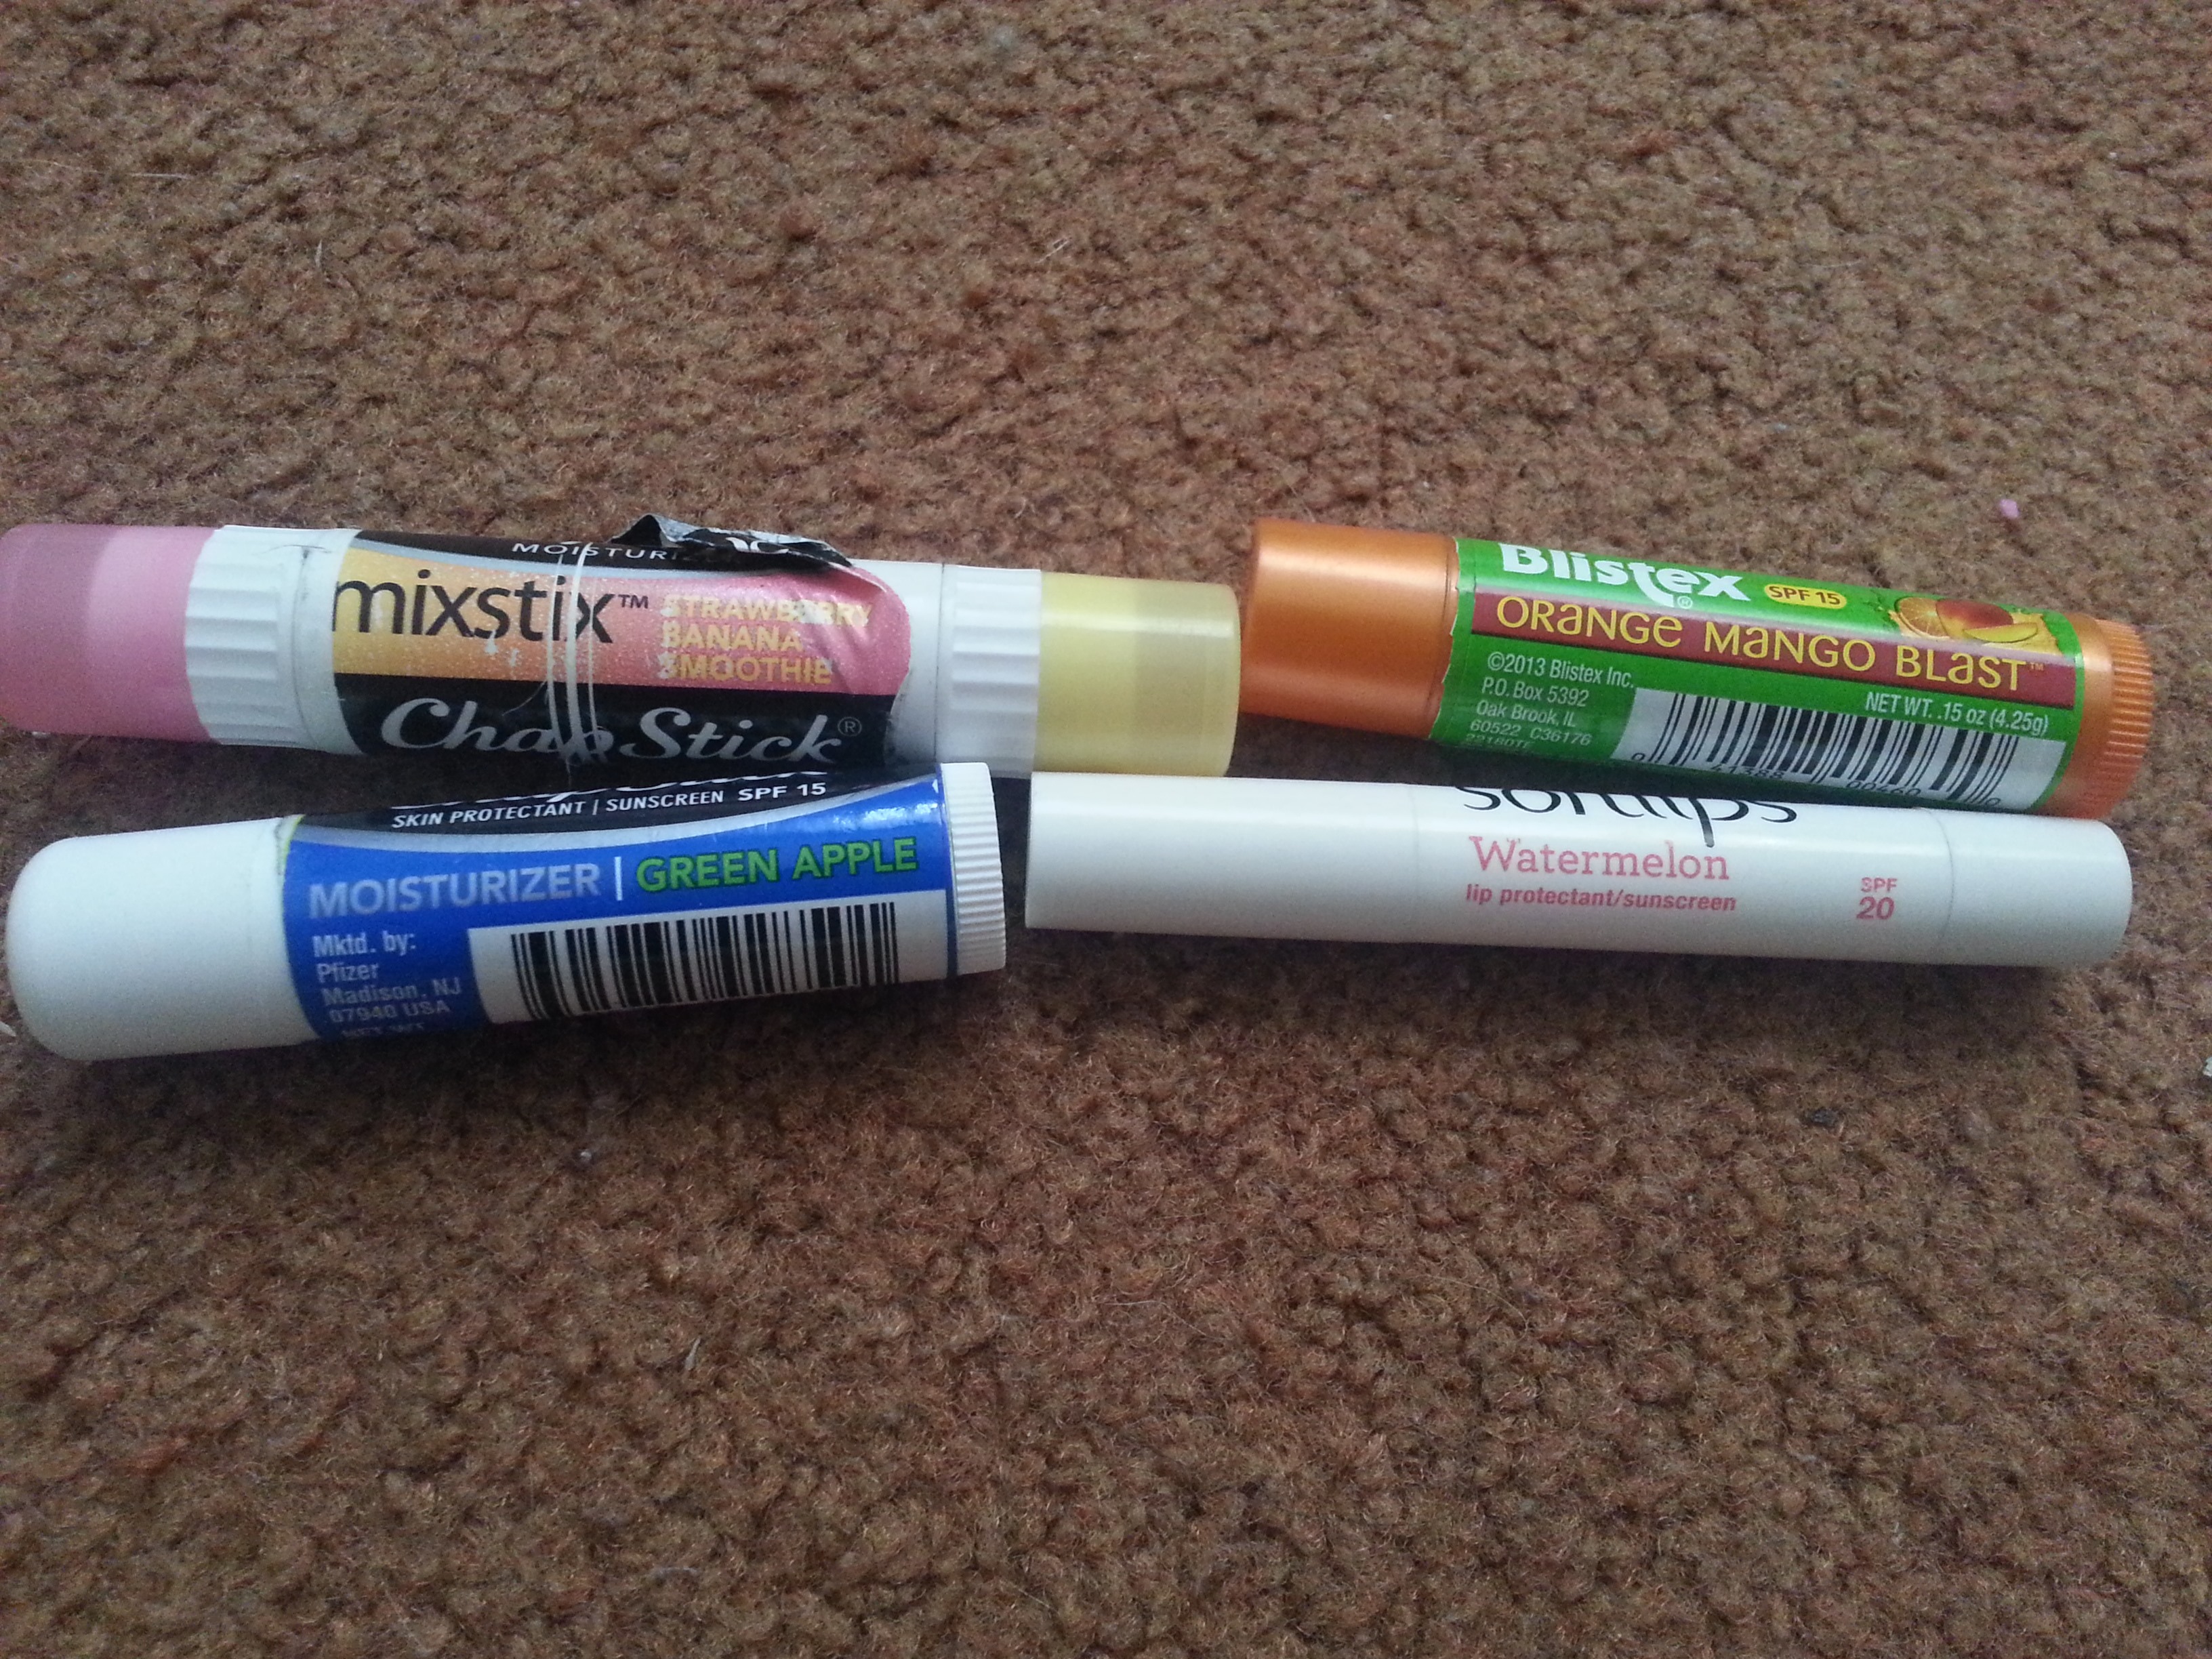 MOISTURI
mixstix™
STRAWBERRY
BANANA
SMOOTHIE
ChapStick®
Blistex® SPF 15
ORANGE MANGO BLAST™
©2013 Blistex Inc.
P.O. Box 5392
Oak Brook, IL
60522 C36176
NET WT. .15 oz (4.25g)
SKIN PROTECTANT | SUNSCREEN SPF 15
MOISTURIZER | GREEN APPLE
Mktd. by:
Pfizer
Madison, NJ
07940 USA
softlips
Watermelon
lip protectant/sunscreen
SPF
20